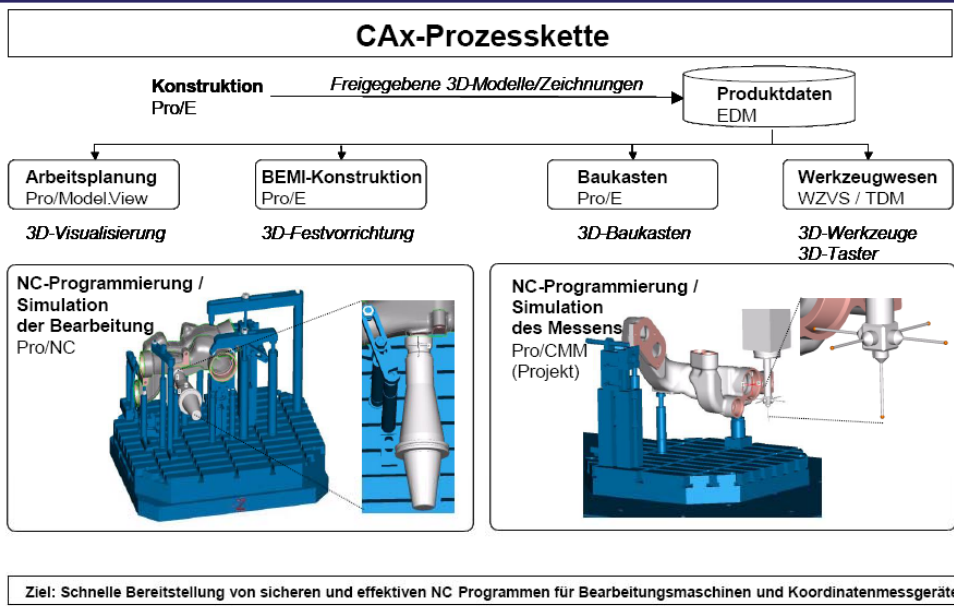 CAx-Prozesskette
Konstruktion
Pro/E
Freigegebene 3D-Modelle/Zeichnungen
Produktdaten
EDM
Arbeitsplanung
Pro/Model.View
BEMI-Konstruktion
Pro/E
Baukasten
Pro/E
Werkzeugwesen
WZVS / TDM
3D-Visualisierung
3D-Festvorrichtung
3D-Baukasten
3D-Werkzeuge
3D-Taster
NC-Programmierung /
Simulation
der Bearbeitung
Pro/NC
NC-Programmierung /
Simulation
des Messens
Pro/CMM
(Projekt)
Ziel: Schnelle Bereitstellung von sicheren und effektiven NC Programmen für Bearbeitungsmaschinen und Koordinatenmessgeräte